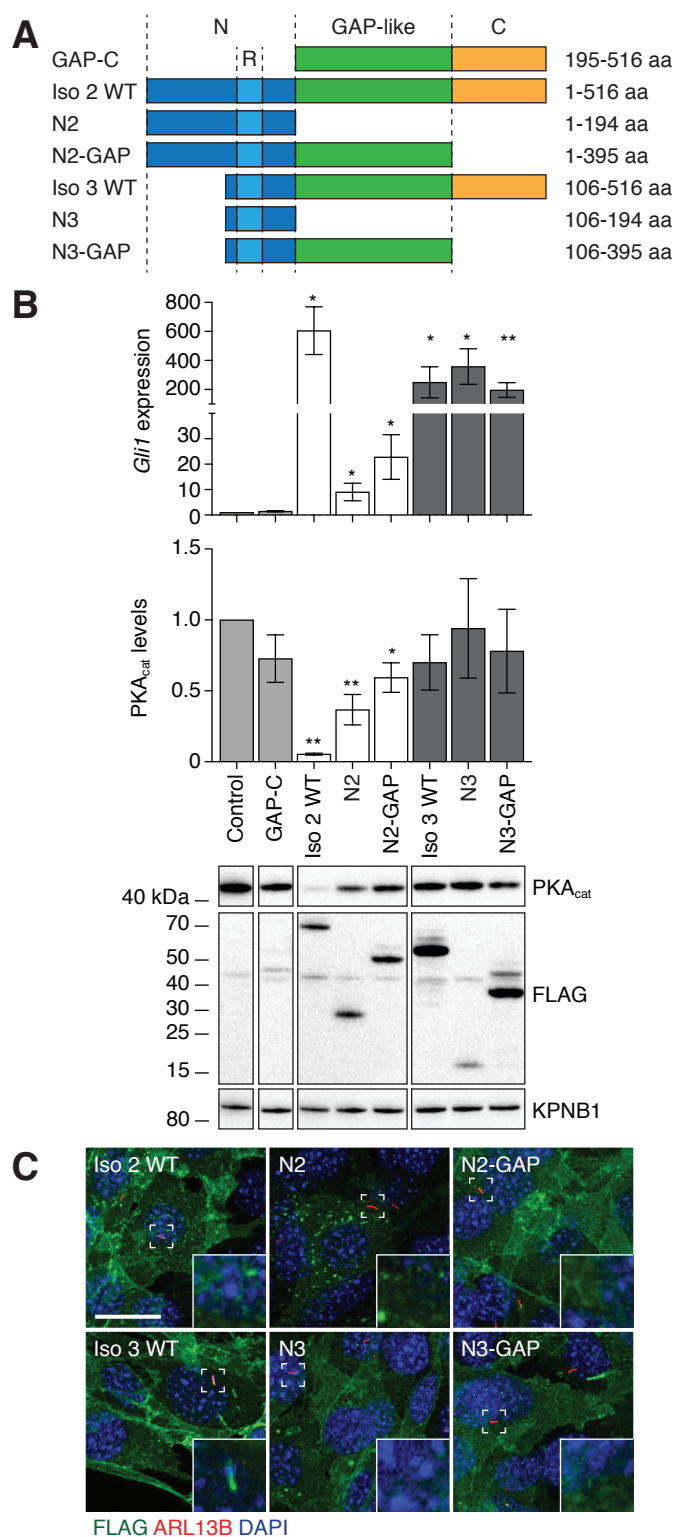 A
N GAP-like C
GAP-C R 195-516 aa
Iso 2 WT 1-516 aa
N2 1-194 aa
N2-GAP 1-395 aa
Iso 3 WT 106-516 aa
N3 106-194 aa
N3-GAP 106-395 aa
B
Gli1 expression
800
600
400
200
30
20
10
0
* * * * * **
PKAcat levels
1.5
1.0
0.5
0
** ** *
Control
GAP-C
Iso 2 WT
N2
N2-GAP
Iso 3 WT
N3
N3-GAP
PKAcat
40 kDa
70
50
40
30
25
15
FLAG
80
KPNB1
C
Iso 2 WT N2 N2-GAP
Iso 3 WT N3 N3-GAP
FLAG ARL13B DAPI